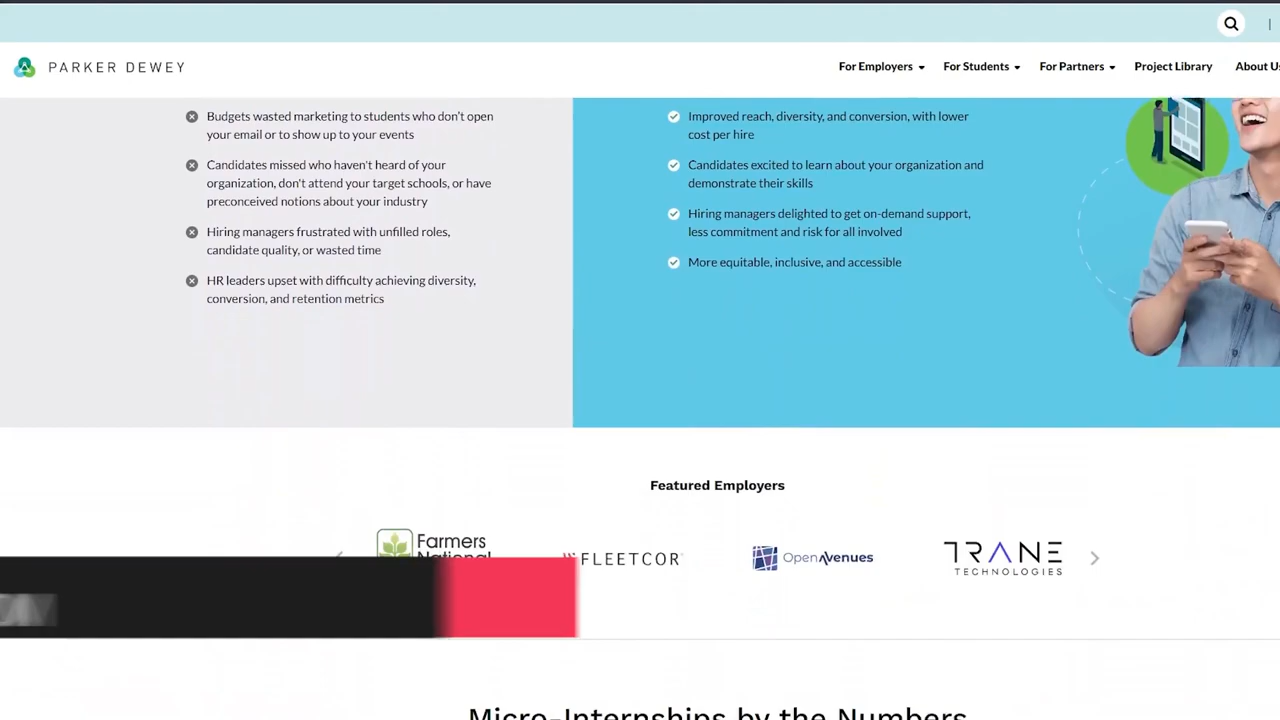 PARKER DEWEY
For Employers
For Students
For Partners
Project Library
About Us
Budgets wasted marketing to students who don't open
your email or to show up to your events
Candidates missed who haven't heard of your
organization, don't attend your target schools, or have
preconceived notions about your industry
Hiring managers frustrated with unfilled roles,
candidate quality, or wasted time
HR leaders upset with difficulty achieving diversity,
conversion, and retention metrics
Improved reach, diversity, and conversion, with lower
cost per hire
Candidates excited to learn about your organization and
demonstrate their skills
Hiring managers delighted to get on-demand support,
less commitment and risk for all involved
More equitable, inclusive, and accessible
Featured Employers
Farmers
National
FLEETCOR
OpenAvenues
TRANE
TECHNOLOGIES
Micro-Internships by the Numbers